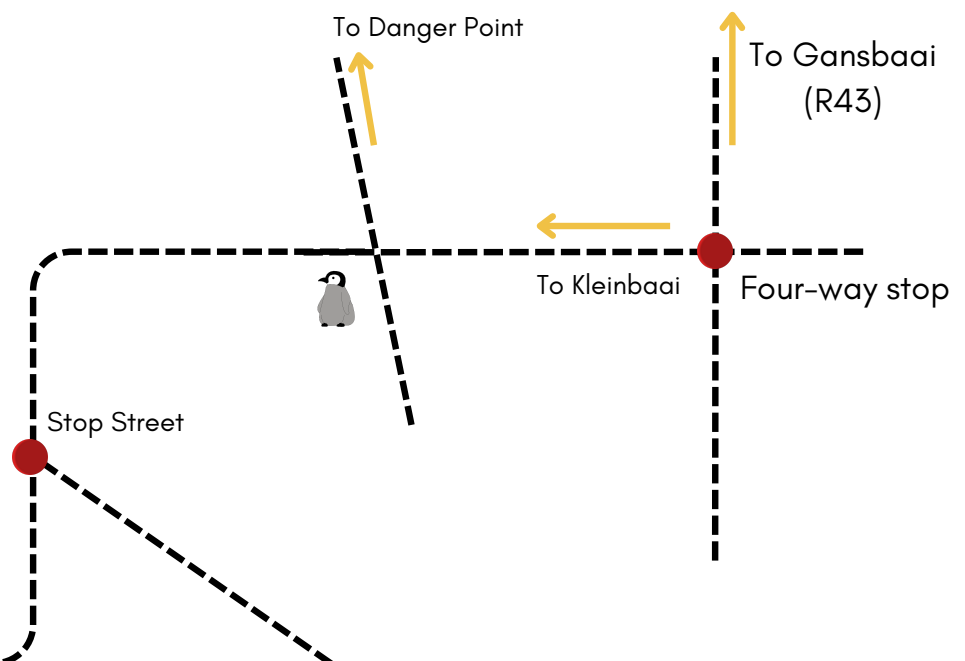 To Danger Point
To Gansbaai
(R43)
To Kleinbaai
Four-way stop
Stop Street